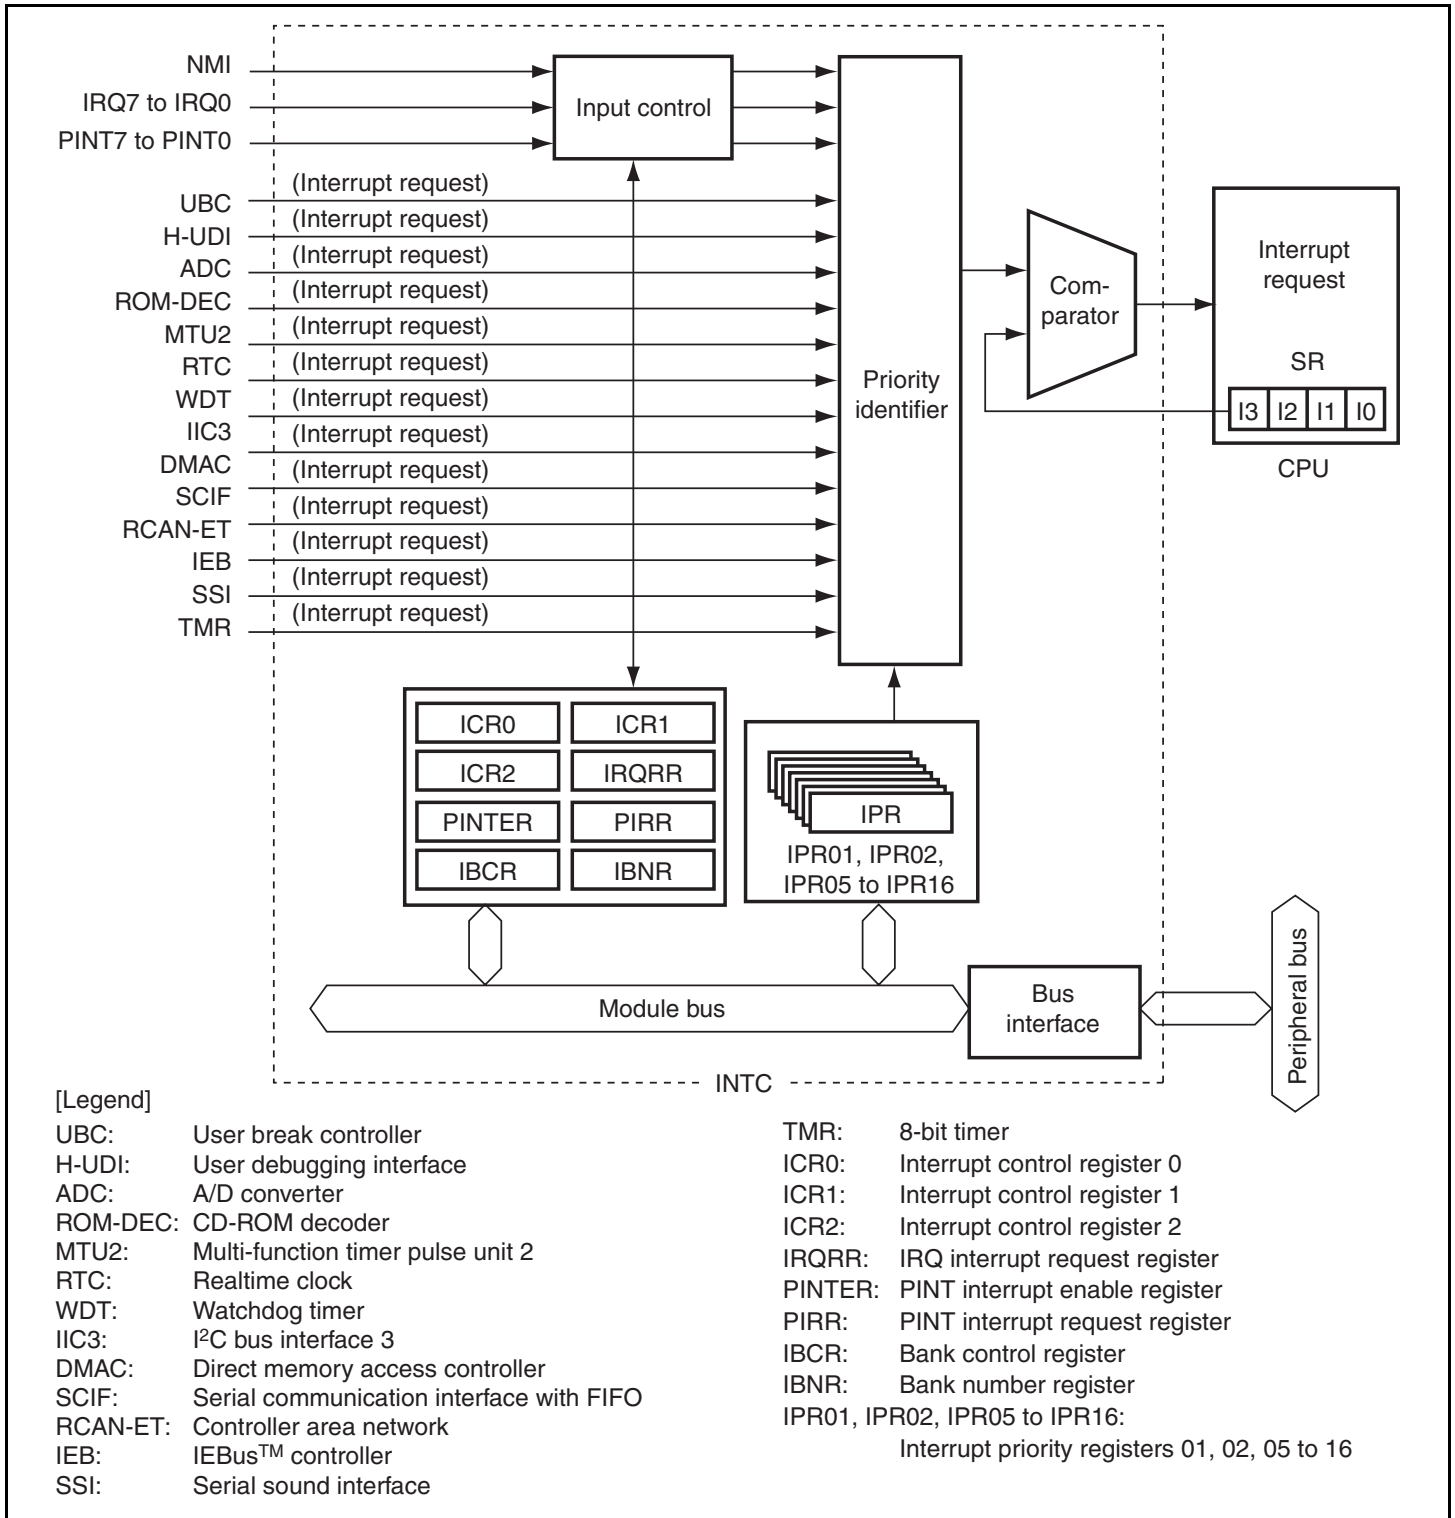 NMI
IRQ7 to IRQ0
PINT7 to PINT0
Input control
UBC
(Interrupt request)
H-UDI
(Interrupt request)
ADC
(Interrupt request)
ROM-DEC
(Interrupt request)
MTU2
(Interrupt request)
RTC
(Interrupt request)
WDT
(Interrupt request)
IIC3
(Interrupt request)
DMAC
(Interrupt request)
SCIF
(Interrupt request)
RCAN-ET
(Interrupt request)
IEB
(Interrupt request)
SSI
(Interrupt request)
TMR
(Interrupt request)
Priority
identifier
Com-
parator
Interrupt
request
SR
I3 I2 I1 I0
CPU
ICR0 ICR1
ICR2 IRQRR
PINTER PIRR
IBCR IBNR
IPR
IPR01, IPR02,
IPR05 to IPR16
Module bus
Bus
interface
Peripheral bus
INTC
[Legend]
UBC: User break controller
H-UDI: User debugging interface
ADC: A/D converter
ROM-DEC: CD-ROM decoder
MTU2: Multi-function timer pulse unit 2
RTC: Realtime clock
WDT: Watchdog timer
IIC3: I2C bus interface 3
DMAC: Direct memory access controller
SCIF: Serial communication interface with FIFO
RCAN-ET: Controller area network
IEB: IEBusTM controller
SSI: Serial sound interface
TMR: 8-bit timer
ICR0: Interrupt control register 0
ICR1: Interrupt control register 1
ICR2: Interrupt control register 2
IRQRR: IRQ interrupt request register
PINTER: PINT interrupt enable register
PIRR: PINT interrupt request register
IBCR: Bank control register
IBNR: Bank number register
IPR01, IPR02, IPR05 to IPR16:
Interrupt priority registers 01, 02, 05 to 16